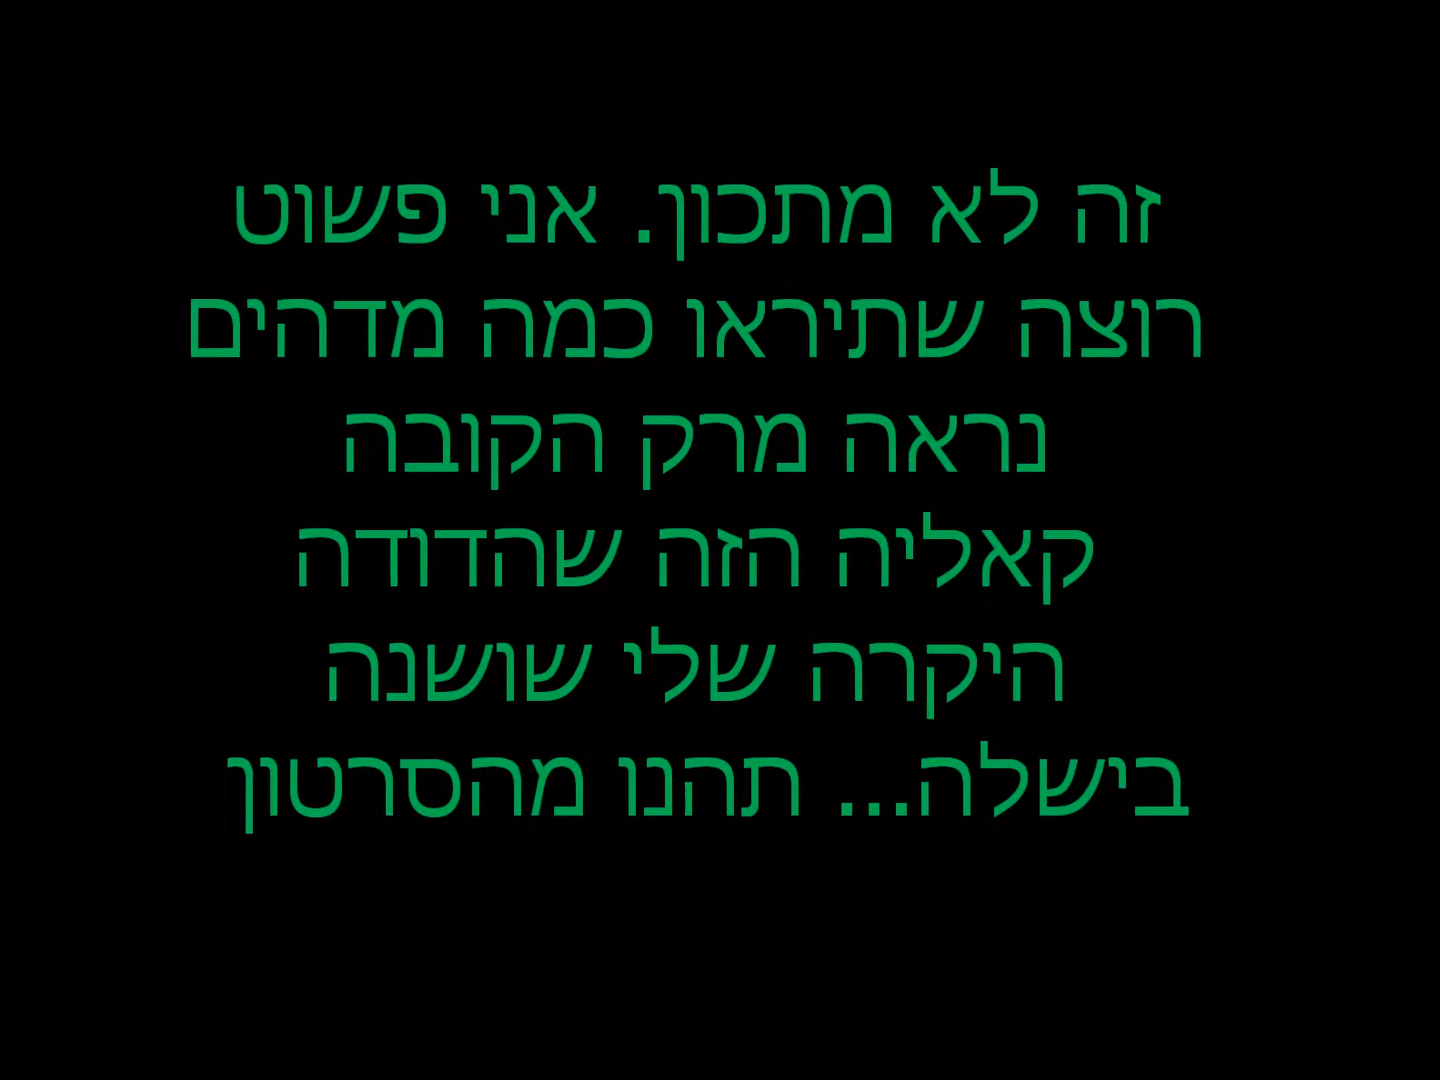 זה לא מתכון. אני פשוט
רוצה שתיראו כמה מדהים
נראה מרק הקובה
קאליה הזה שהדודה
היקרה שלי שושנה
בישלה... תהנו מהסרטון